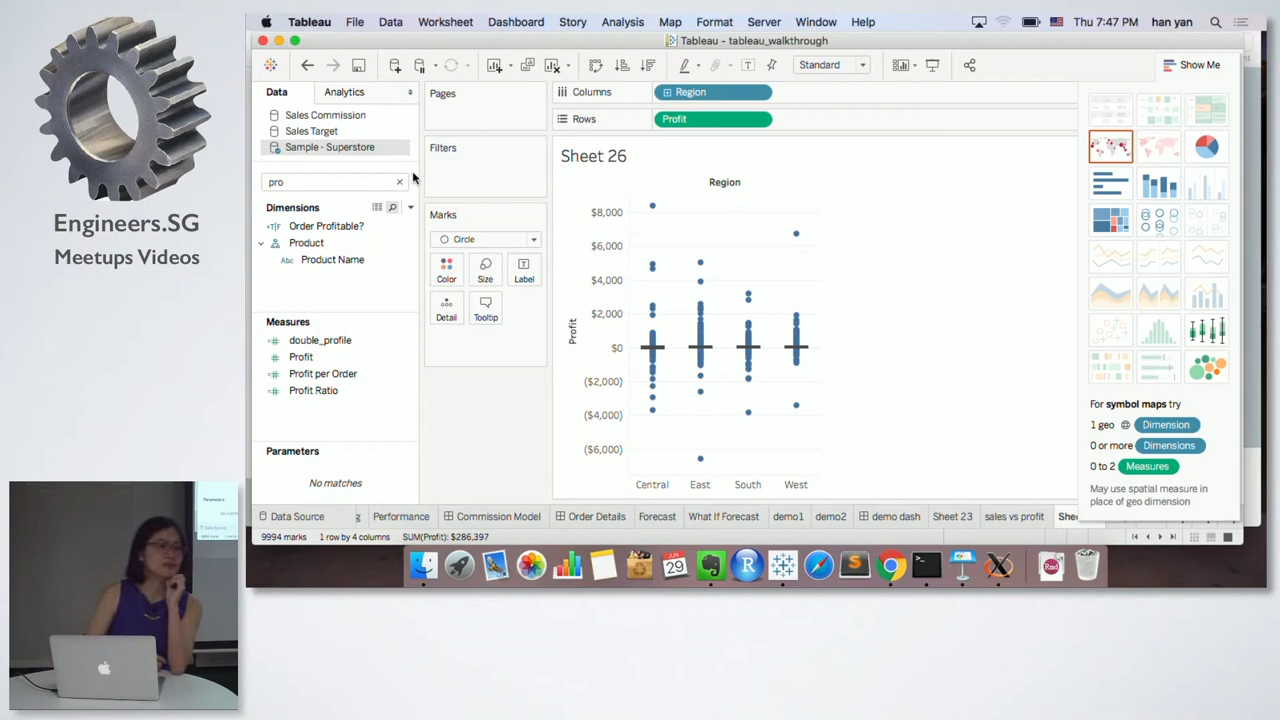 Engineers.SG
Meetups Videos
Tableau File Data Worksheet Dashboard Story Analysis Map Format Server Window Help
Thu 7:47 PM han yan
Tableau - tableau_walkthrough
Standard
Show Me
Data Analytics
Sales Commission
Sales Target
Sample - Superstore
pro
Dimensions
=T|F Order Profitable?
Product
Abc Product Name
Measures
double_profile
Profit
Profit per Order
Profit Ratio
Parameters
No matches
Pages
Filters
Marks
Circle
Color Size Label
Detail Tooltip
Columns Region
Rows Profit
Sheet 26
Region
Profit
$8,000
$6,000
$4,000
$2,000
$0
($2,000)
($4,000)
($6,000)
Central East South West
For symbol maps try
1 geo Dimension
0 or more Dimensions
0 to 2 Measures
May use spatial measure in
place of geo dimension
Data Source Performance Commission Model Order Details Forecast What If Forecast demo1 demo2 demo dash Sheet 23 sales vs profit Shee
9994 marks 1 row by 4 columns SUM(Profit): $286,397
JUN
29
R
Rmd